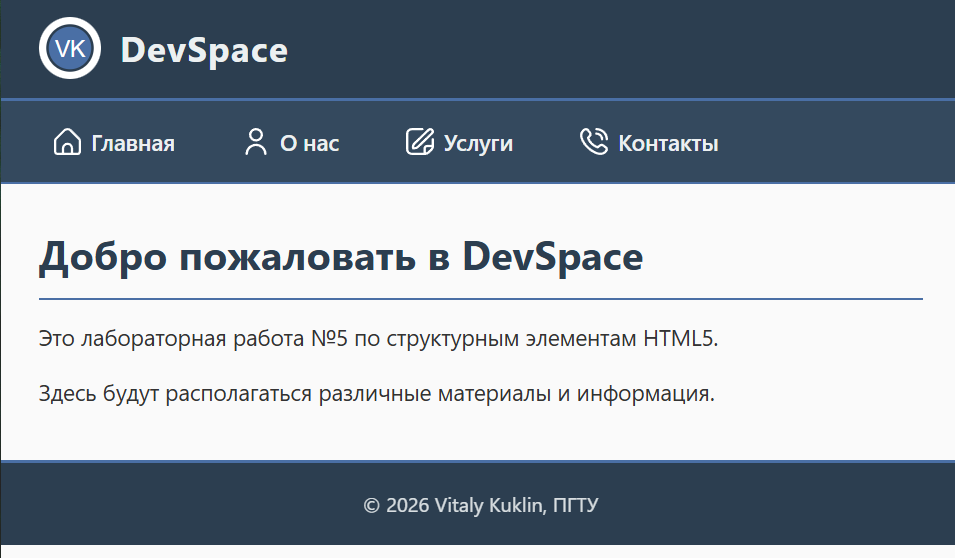 VK DevSpace
Главная О нас Услуги Контакты
Добро пожаловать в DevSpace
Это лабораторная работа №5 по структурным элементам HTML5.
Здесь будут располагаться различные материалы и информация.
© 2026 Vitaly Kuklin, ПГТУ